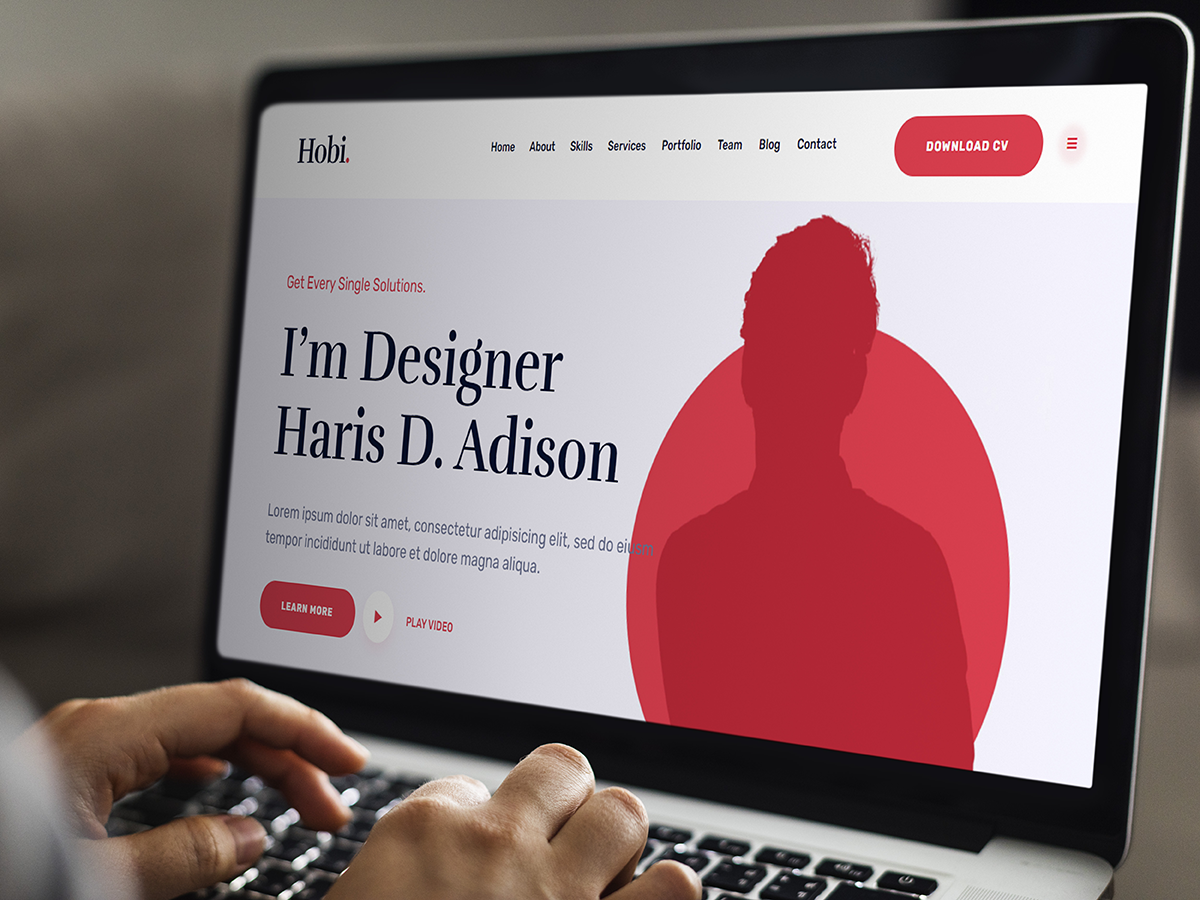 Hobi.
Home About Skills Services Portfolio Team Blog Contact
DOWNLOAD CV
Get Every Single Solutions.
I'm Designer
Haris D. Adison
Lorem ipsum dolor sit amet, consectetur adipisicing elit, sed do eiusm
tempor incididunt ut labore et dolore magna aliqua.
LEARN MORE
PLAY VIDEO